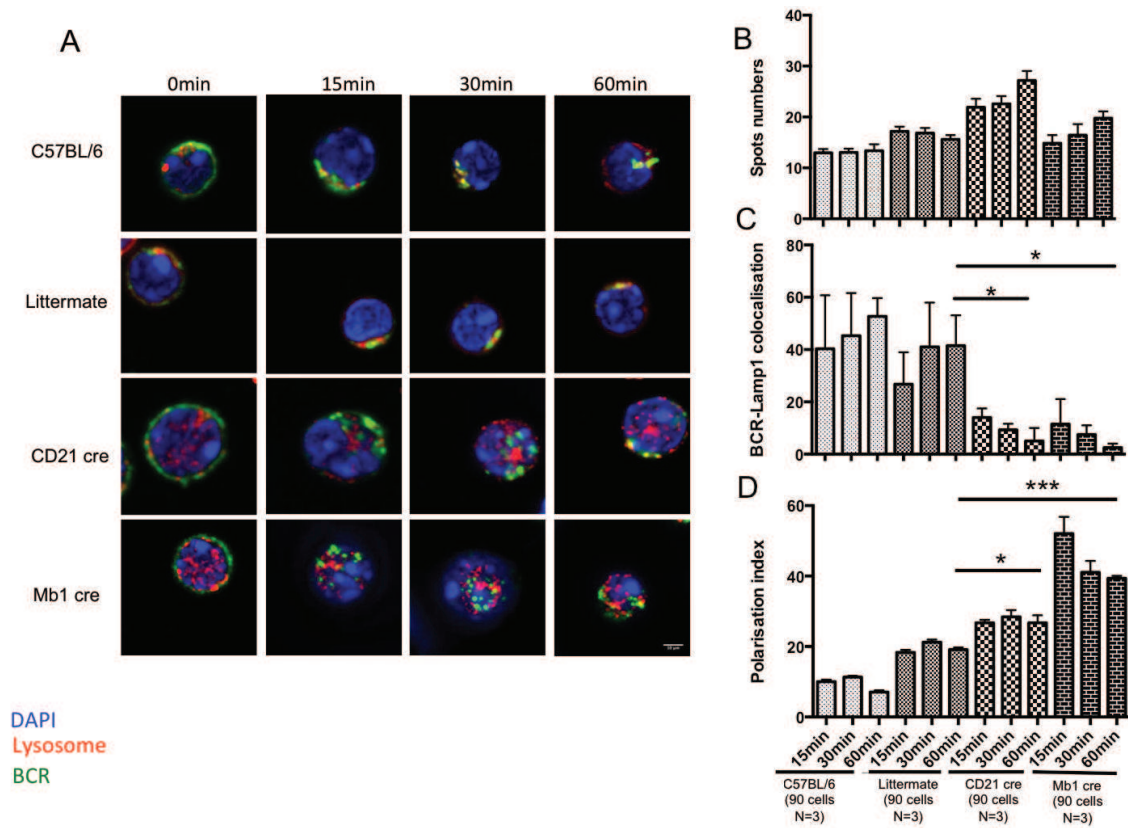 A
0min 15min 30min 60min
C57BL/6
Littermate
CD21 cre
Mb1 cre
DAPI
Lysosome
BCR
B
Spots numbers
40
30
20
10
0
C
BCR-Lamp1 colocalisation
80
60
40
20
0
*
*
D
Polarisation index
60
40
20
0
***
*
15min 30min 60min 15min 30min 60min 15min 30min 60min 15min 30min 60min
C57BL/6 Littermate CD21 cre Mb1 cre
(90 cells (90 cells (90 cells (90 cells
N=3) N=3) N=3) N=3)